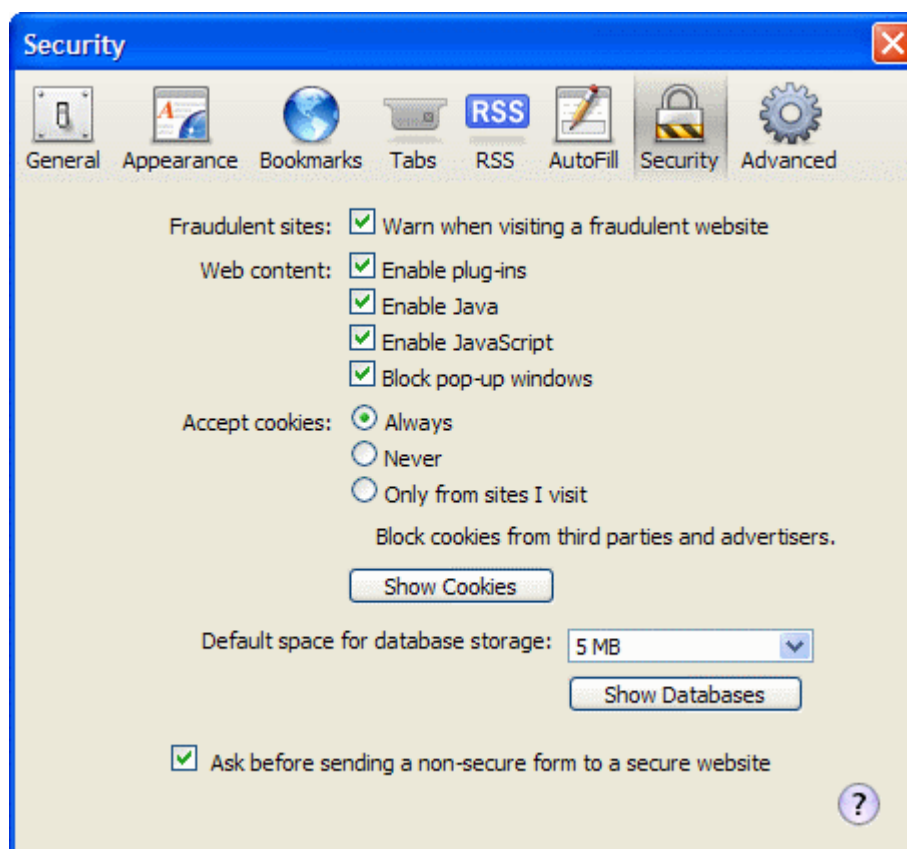 Security
RSS
General Appearance Bookmarks Tabs RSS AutoFill Security Advanced
Fraudulent sites: Warn when visiting a fraudulent website
Web content: Enable plug-ins
Enable Java
Enable JavaScript
Block pop-up windows
Accept cookies: Always
Never
Only from sites I visit
Block cookies from third parties and advertisers.
Show Cookies
Default space for database storage: 5 MB
Show Databases
Ask before sending a non-secure form to a secure website
?